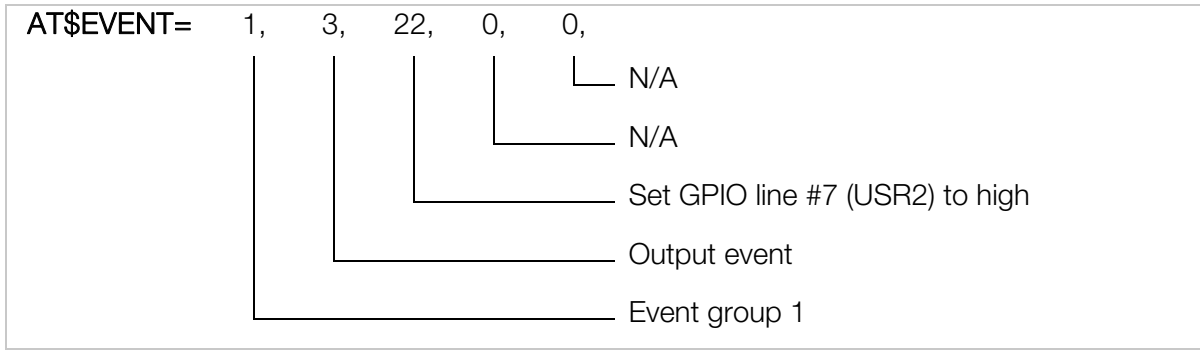 AT$EVENT= 1, 3, 22, 0, 0,
N/A
N/A
Set GPIO line #7 (USR2) to high
Output event
Event group 1